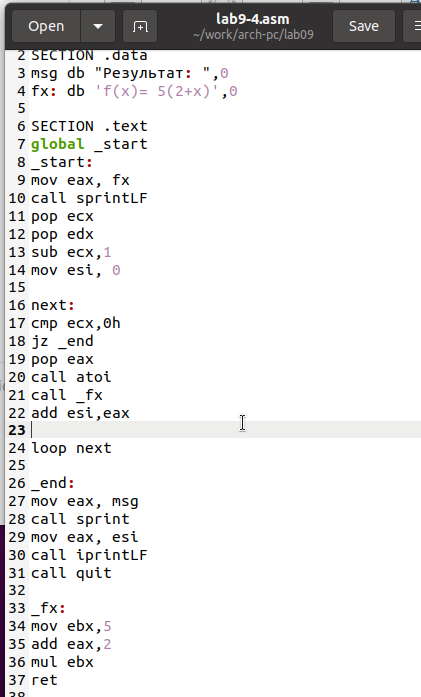 Open
lab9-4.asm
~/work/arch-pc/lab09
Save
2 SECTION .data
3 msg db "Результат: ",0
4 fx: db 'f(x)= 5(2+x)',0
5
6 SECTION .text
7 global _start
8 _start:
9 mov eax, fx
10 call sprintLF
11 pop ecx
12 pop edx
13 sub ecx,1
14 mov esi, 0
15
16 next:
17 cmp ecx,0h
18 jz _end
19 pop eax
20 call atoi
21 call _fx
22 add esi,eax
23
24 loop next
25
26 _end:
27 mov eax, msg
28 call sprint
29 mov eax, esi
30 call iprintLF
31 call quit
32
33 _fx:
34 mov ebx,5
35 add eax,2
36 mul ebx
37 ret
38